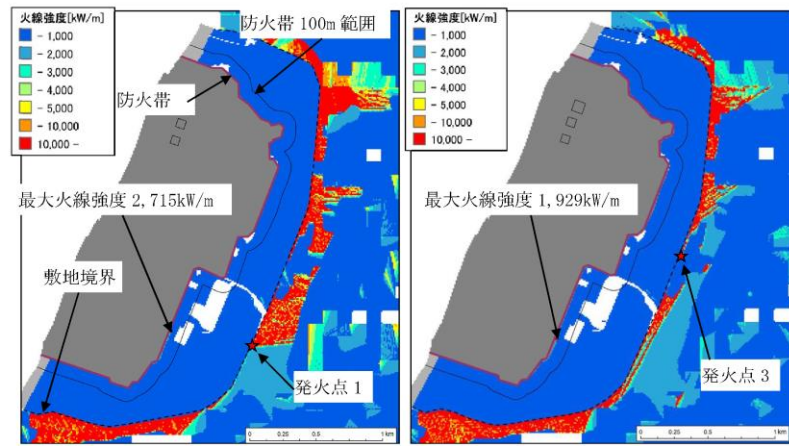 火線強度[kW/m]
- 1,000
- 2,000
- 3,000
- 4,000
- 5,000
- 10,000
10,000 -
防火帯 100m 範囲
防火帯
最大火線強度 2,715kW/m
敷地境界
発火点 1
0 0.25 0.5 1 km
火線強度[kW/m]
- 1,000
- 2,000
- 3,000
- 4,000
- 5,000
- 10,000
10,000 -
最大火線強度 1,929kW/m
発火点 3
0 0.25 0.5 1 km